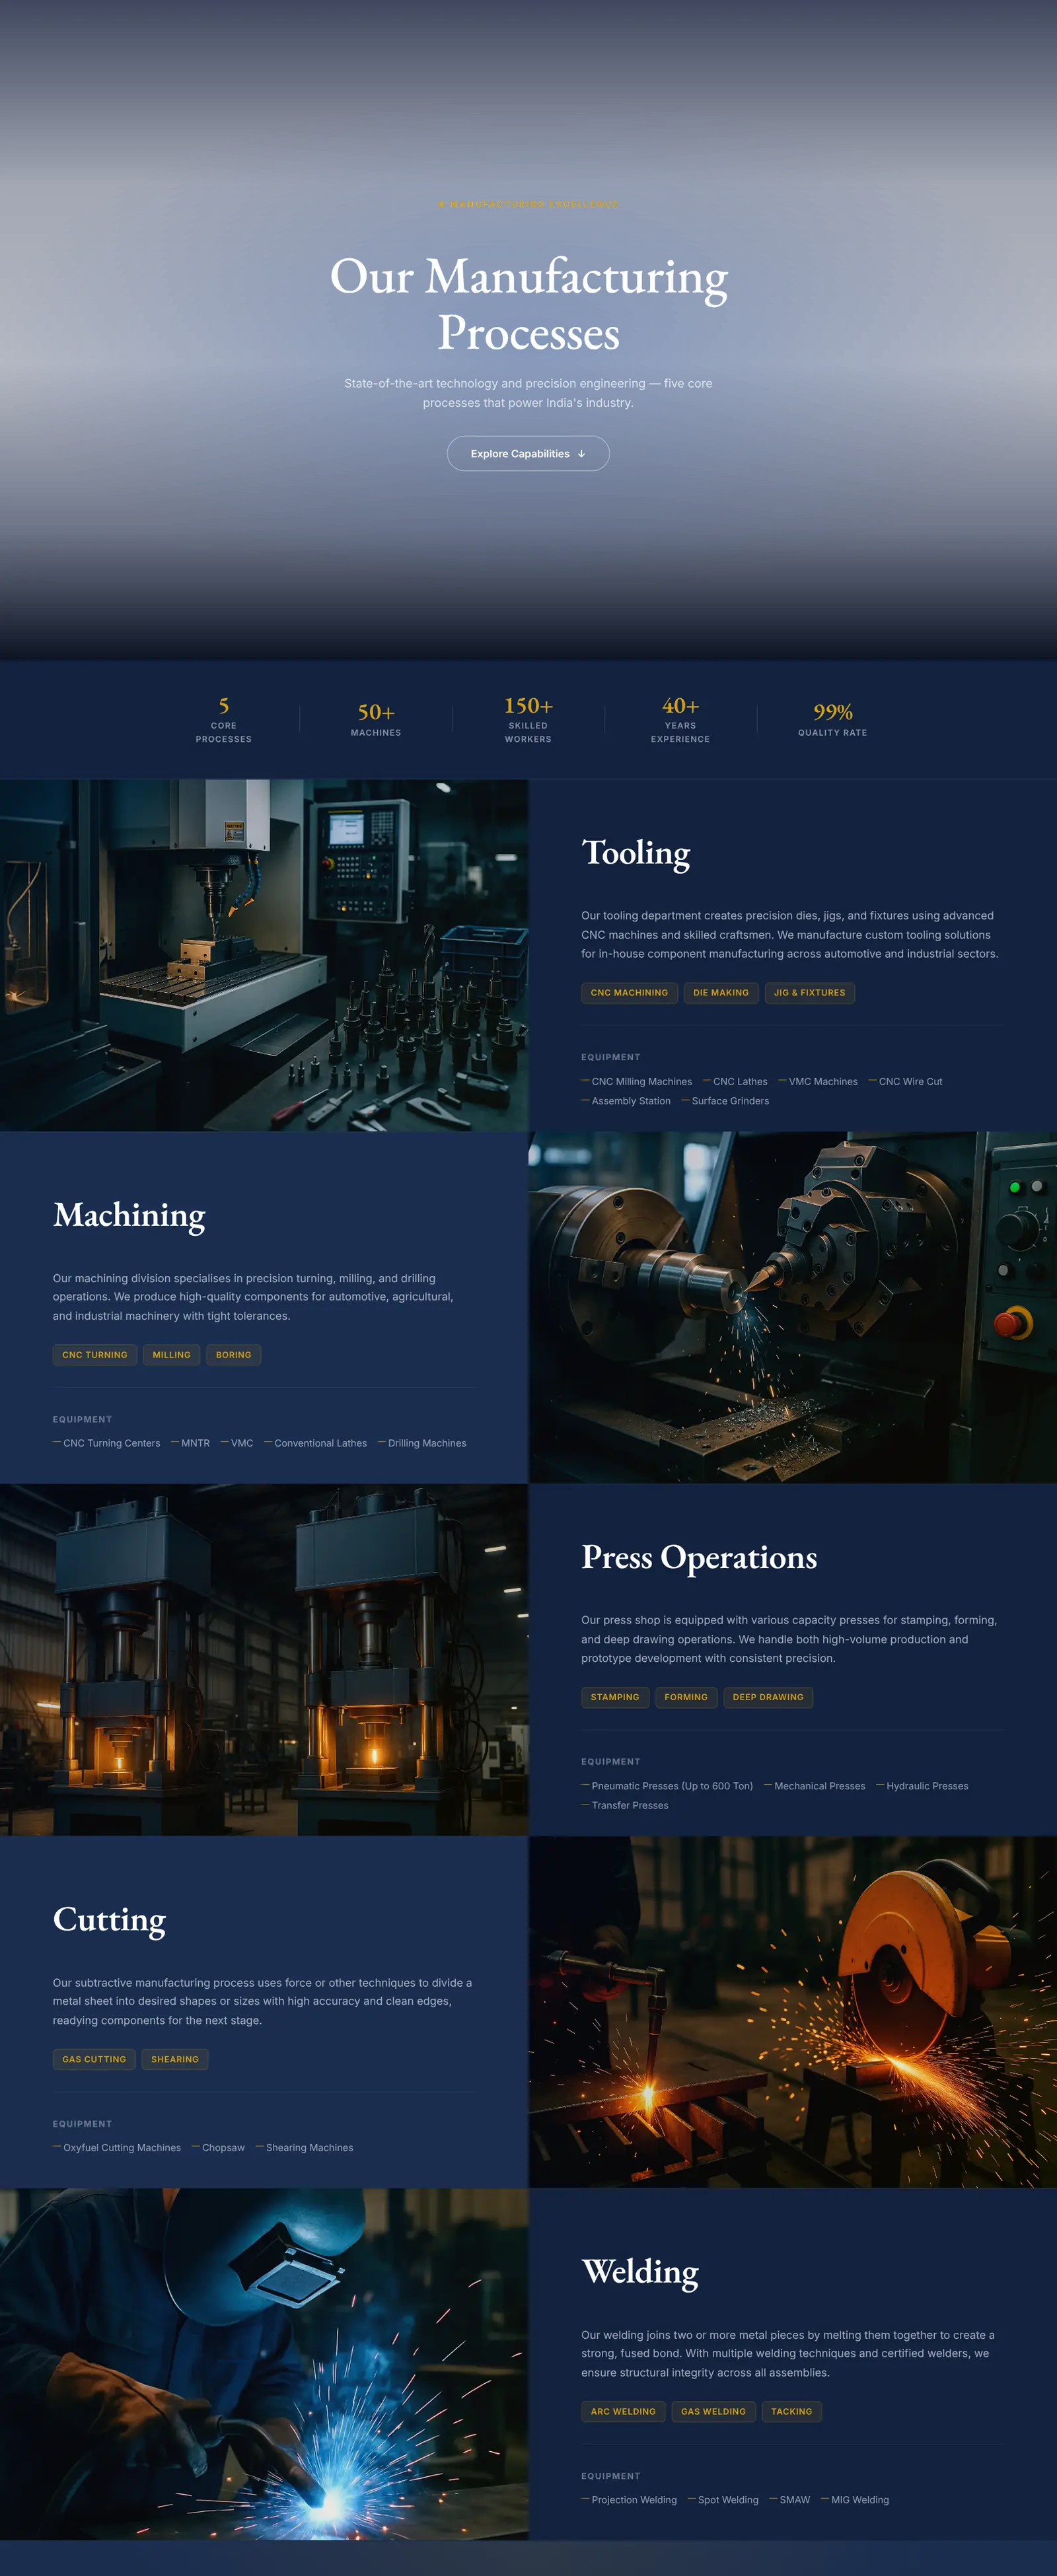 MANUFACTURING EXCELLENCE
Our Manufacturing
Processes
State-of-the-art technology and precision engineering — five core
processes that power India's industry.
Explore Capabilities ↓
5
CORE
PROCESSES
50+
MACHINES
150+
SKILLED
WORKERS
40+
YEARS
EXPERIENCE
99%
QUALITY RATE
Tooling
Our tooling department creates precision dies, jigs, and fixtures using advanced
CNC machines and skilled craftsmen. We manufacture custom tooling solutions
for in-house component manufacturing across automotive and industrial sectors.
CNC MACHINING DIE MAKING JIG & FIXTURES
EQUIPMENT
— CNC Milling Machines — CNC Lathes — VMC Machines — CNC Wire Cut
— Assembly Station — Surface Grinders
Machining
Our machining division specialises in precision turning, milling, and drilling
operations. We produce high-quality components for automotive, agricultural,
and industrial machinery with tight tolerances.
CNC TURNING MILLING BORING
EQUIPMENT
— CNC Turning Centers — MNTR — VMC — Conventional Lathes — Drilling Machines
Press Operations
Our press shop is equipped with various capacity presses for stamping, forming,
and deep drawing operations. We handle both high-volume production and
prototype development with consistent precision.
STAMPING FORMING DEEP DRAWING
EQUIPMENT
— Pneumatic Presses (Up to 600 Ton) — Mechanical Presses — Hydraulic Presses
— Transfer Presses
Cutting
Our subtractive manufacturing process uses force or other techniques to divide a
metal sheet into desired shapes or sizes with high accuracy and clean edges,
readying components for the next stage.
GAS CUTTING SHEARING
EQUIPMENT
— Oxyfuel Cutting Machines — Chopsaw — Shearing Machines
Welding
Our welding joins two or more metal pieces by melting them together to create a
strong, fused bond. With multiple welding techniques and certified welders, we
ensure structural integrity across all assemblies.
ARC WELDING GAS WELDING TACKING
EQUIPMENT
— Projection Welding — Spot Welding — SMAW — MIG Welding